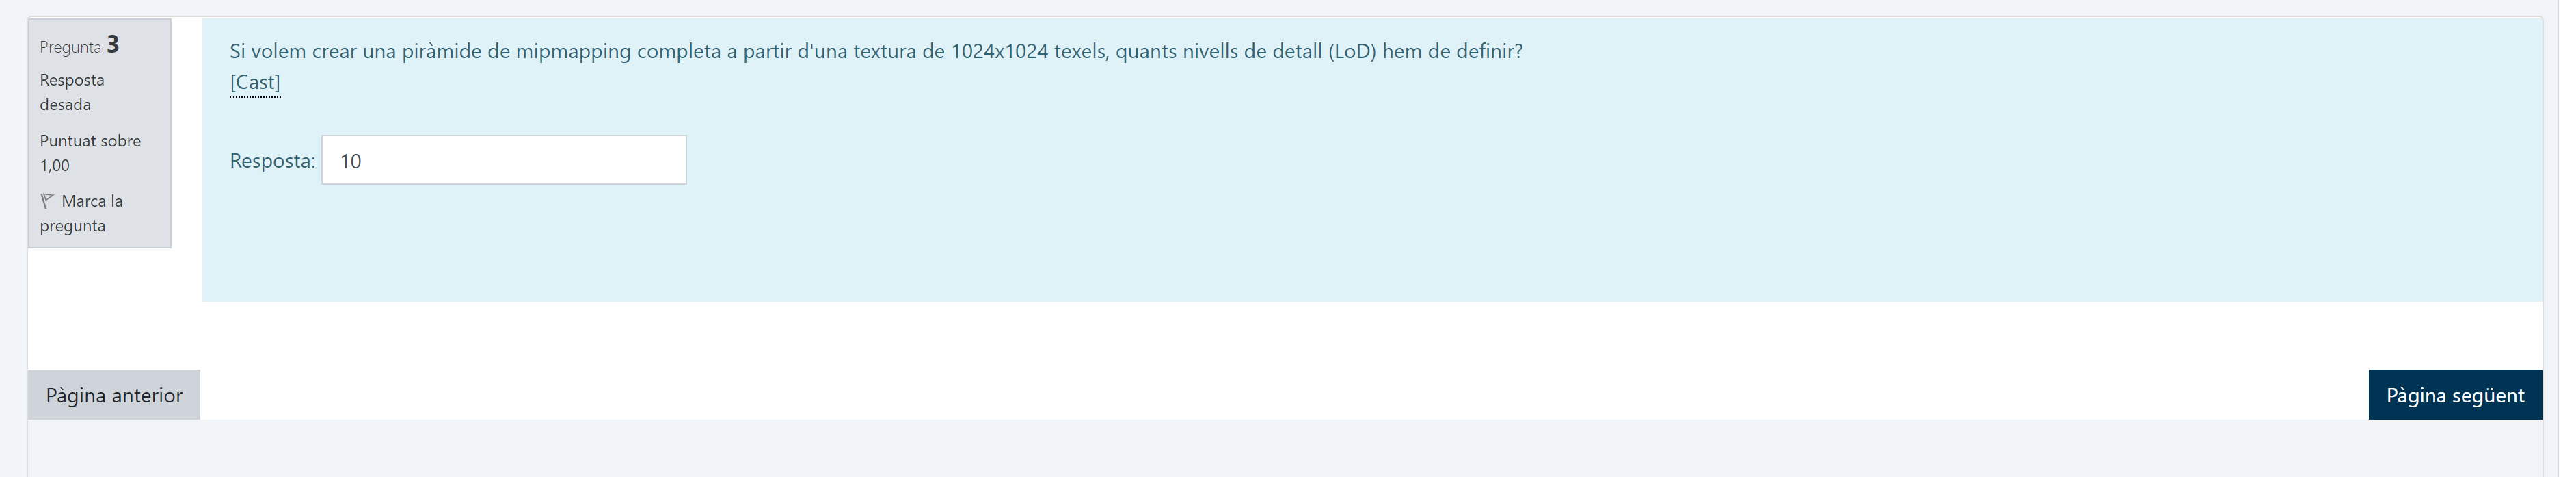 Pregunta 3
Resposta
desada
Puntuat sobre
1,00
Marca la
pregunta
Si volem crear una piràmide de mipmapping completa a partir d'una textura de 1024x1024 texels, quants nivells de detall (LoD) hem de definir?
[Cast]
Resposta: 10
Pàgina anterior
Pàgina següent